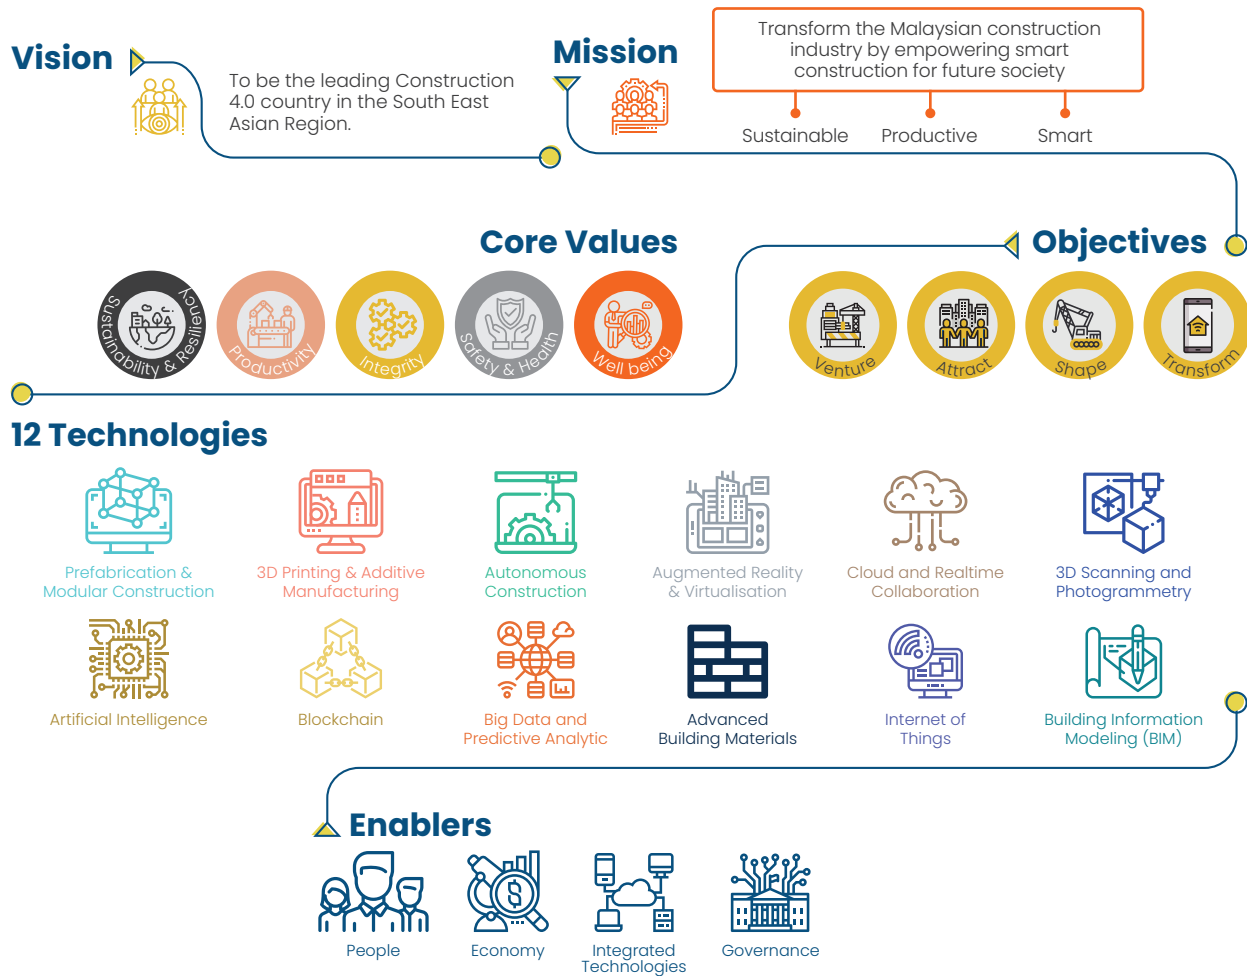 Vision
To be the leading Construction
4.0 country in the South East
Asian Region.
Mission
Transform the Malaysian construction
industry by empowering smart
construction for future society
Sustainable
Productive
Smart
Core Values
Sustainability & Resiliency
Productivity
Integrity
Safety & Health
Well being
Objectives
Venture
Attract
Shape
Transform
12 Technologies
Prefabrication &
Modular Construction
3D Printing & Additive
Manufacturing
Autonomous
Construction
Augmented Reality
& Virtualisation
Cloud and Realtime
Collaboration
3D Scanning and
Photogrammetry
Artificial Intelligence
Blockchain
Big Data and
Predictive Analytic
Advanced
Building Materials
Internet of
Things
Building Information
Modeling (BIM)
Enablers
People
Economy
Integrated
Technologies
Governance